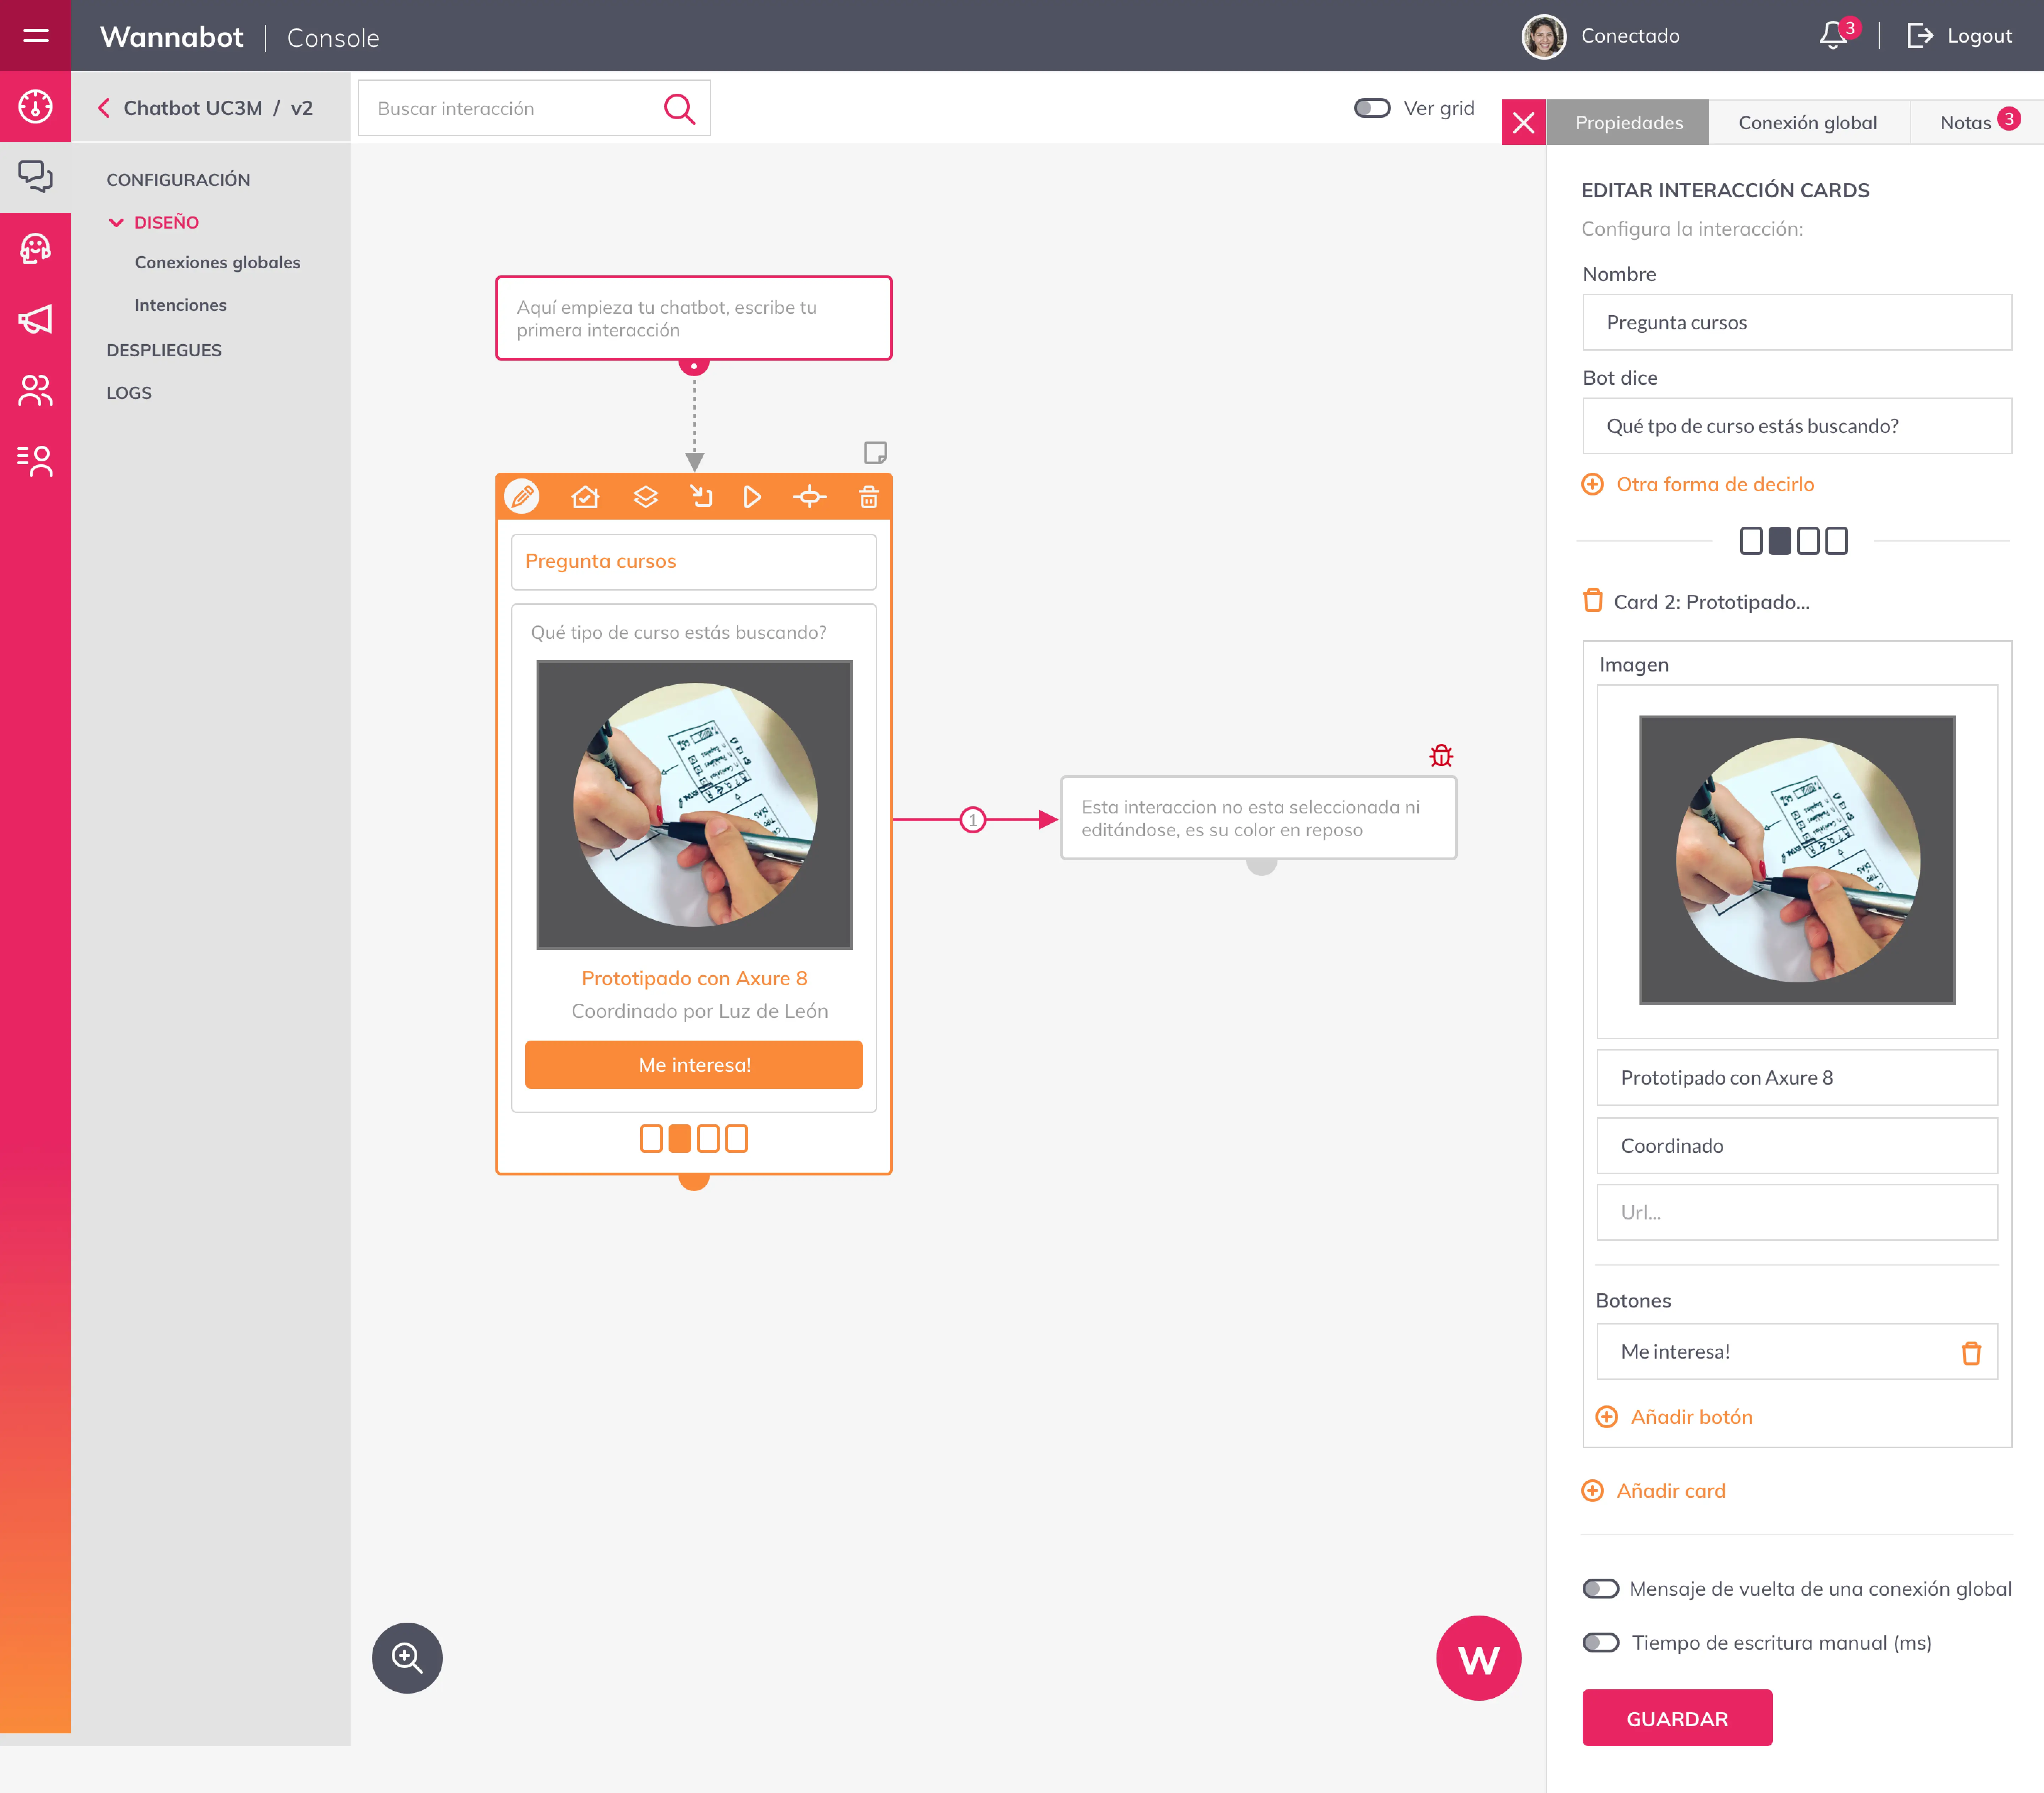 Wannabot | Console
Conectado
3
Logout
Chatbot UC3M / v2
Buscar interacción
Ver grid
Propiedades
Conexión global
Notas 3
CONFIGURACIÓN
DISEÑO
Conexiones globales
Intenciones
DESPLIEGUES
LOGS
Aquí empieza tu chatbot, escribe tu
primera interacción
Pregunta cursos
Qué tipo de curso estás buscando?
Prototipado con Axure 8
Coordinado por Luz de León
Me interesa!
1
Esta interaccion no esta seleccionada ni
editándose, es su color en reposo
W
EDITAR INTERACCIÓN CARDS
Configura la interacción:
Nombre
Pregunta cursos
Bot dice
Qué tpo de curso estás buscando?
Otra forma de decirlo
Card 2: Prototipado...
Imagen
Prototipado con Axure 8
Coordinado
Url...
Botones
Me interesa!
Añadir botón
Añadir card
Mensaje de vuelta de una conexión global
Tiempo de escritura manual (ms)
GUARDAR